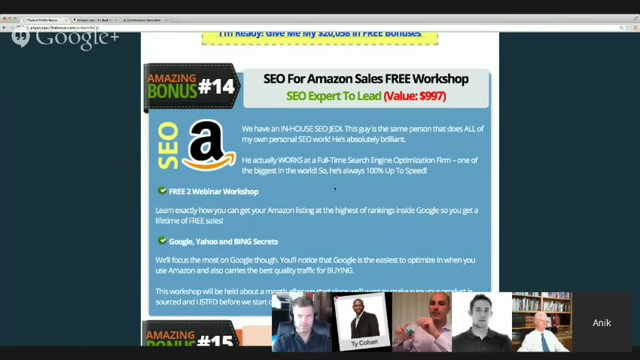 Google+
I'm Ready! Give Me My $20,058 In FREE Bonuses
AMAZING
BONUS #14
SEO For Amazon Sales FREE Workshop
SEO Expert To Lead (Value: $997)
SEO
a
We have an IN-HOUSE SEO JEDI. This guy is the same person that does ALL of
my own personal SEO work! He's absolutely brilliant.
He actually WORKS at a Full-Time Search Engine Optimization Firm – one of
the biggest in the world! So, he's always 100% Up To Speed!
FREE 2 Webinar Workshop
Learn exactly how you can get your Amazon listing at the highest of rankings inside Google so you get a
lifetime of FREE sales!
Google, Yahoo and BING Secrets
We'll focus the most on Google though. You'll notice that Google is the easiest to optimize in when you
use Amazon and also carries the best quality traffic for BUYING.
This workshop will be held about a month after we start since we'll want to make sure your product is
sourced and LISTED before we start
AMAZING
BONUS #15
Ty Cohan
Anik